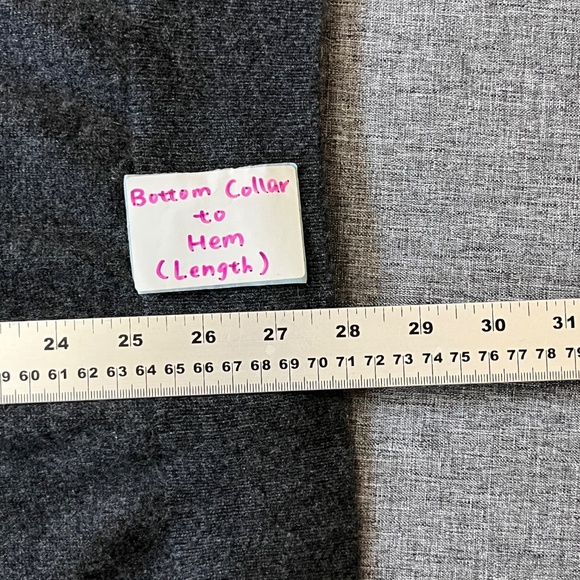 Bottom Collar
to
Hem
(Length)
24 25 26 27 28 29 30 31
9 60 61 62 63 64 65 66 67 68 69 70 71 72 73 74 75 76 77 78 79